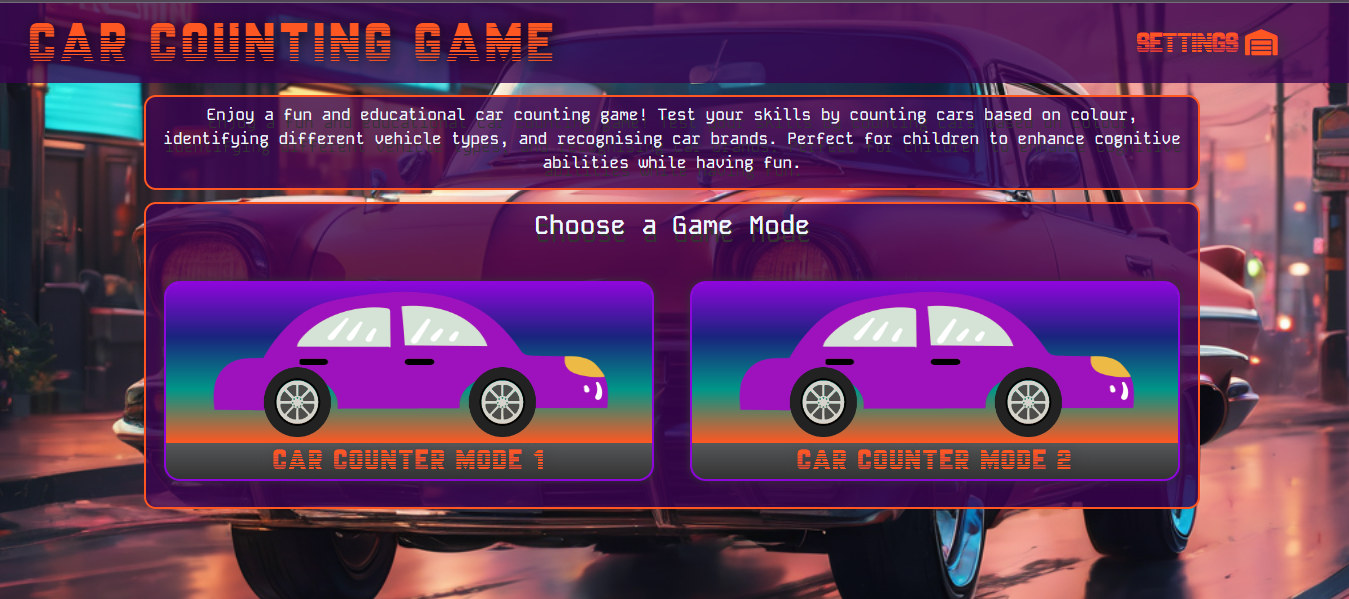 CAR COUNTING GAME
SETTINGS
Enjoy a fun and educational car counting game! Test your skills by counting cars based on colour,
identifying different vehicle types, and recognising car brands. Perfect for children to enhance cognitive
abilities while having fun.
Choose a Game Mode
CAR COUNTER MODE 1
CAR COUNTER MODE 2